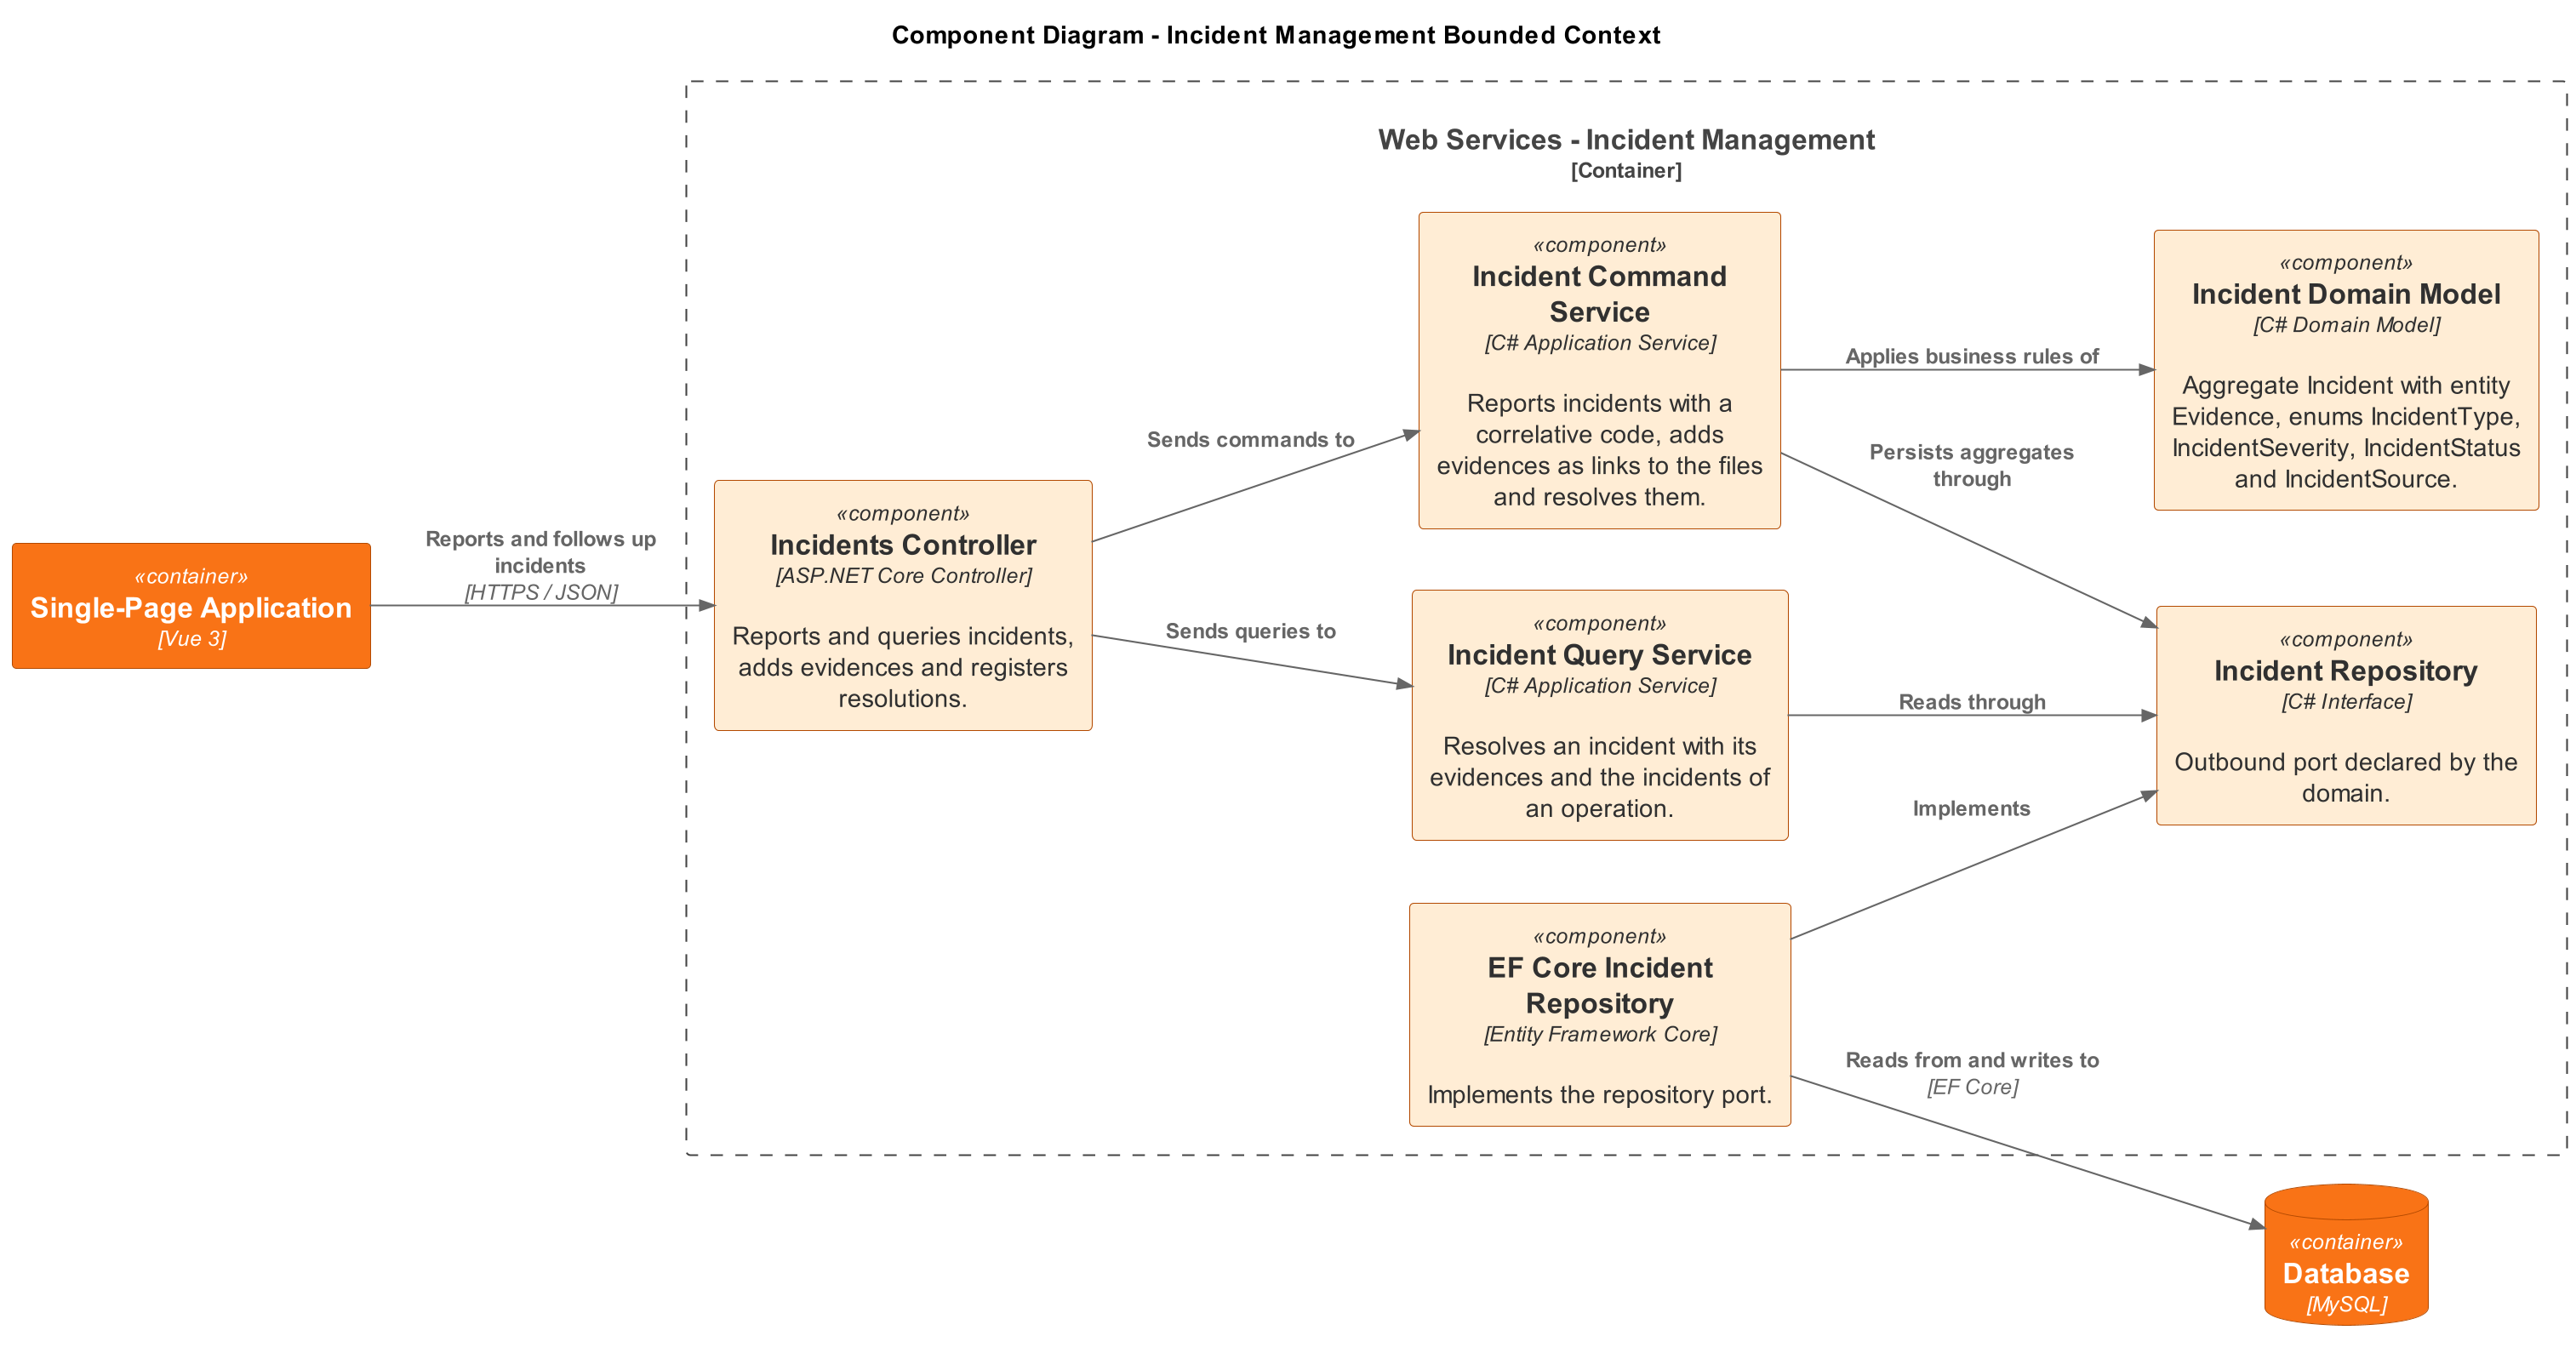 Component Diagram - Incident Management Bounded Context
Web Services - Incident Management
[Container]
«container»
Single-Page Application
[Vue 3]
Reports and follows up
incidents
[HTTPS / JSON]
«component»
Incidents Controller
[ASP.NET Core Controller]
Reports and queries incidents,
adds evidences and registers
resolutions.
Sends commands to
Sends queries to
«component»
Incident Command
Service
[C# Application Service]
Reports incidents with a
correlative code, adds
evidences as links to the files
and resolves them.
«component»
Incident Query Service
[C# Application Service]
Resolves an incident with its
evidences and the incidents of
an operation.
«component»
EF Core Incident
Repository
[Entity Framework Core]
Implements the repository port.
Applies business rules of
Persists aggregates
through
Reads through
Implements
Reads from and writes to
[EF Core]
«component»
Incident Domain Model
[C# Domain Model]
Aggregate Incident with entity
Evidence, enums IncidentType,
IncidentSeverity, IncidentStatus
and IncidentSource.
«component»
Incident Repository
[C# Interface]
Outbound port declared by the
domain.
«container»
Database
[MySQL]